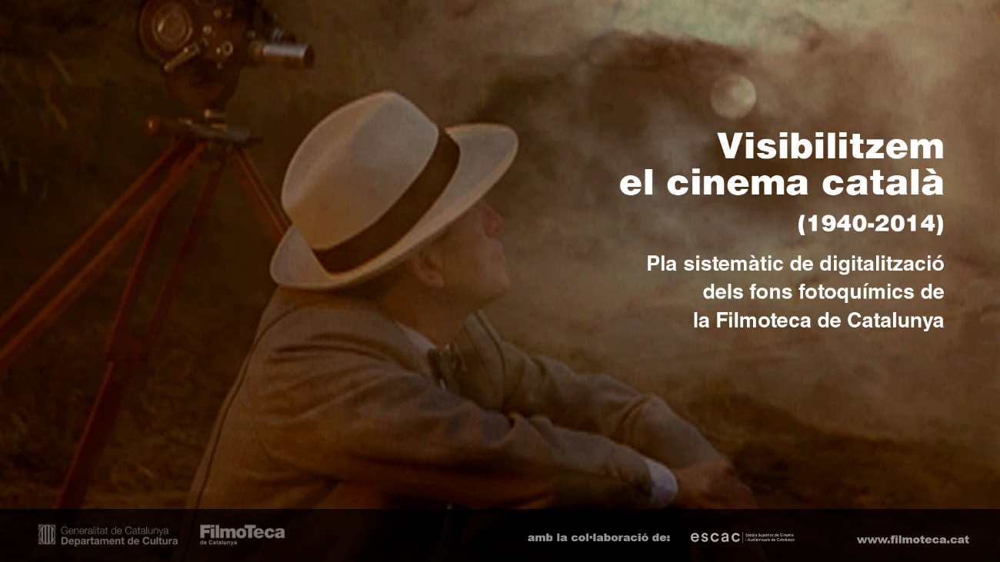 Visibilitzem
el cinema català
(1940-2014)
Pla sistemàtic de digitalització
dels fons fotoquímics de
la Filmoteca de Catalunya
Generalitat de Catalunya
Departament de Cultura
FilmoTeca
de Catalunya
amb la col·laboració de:
escac
Escola Superior de Cinema
i Audiovisuals de Catalunya
www.filmoteca.cat